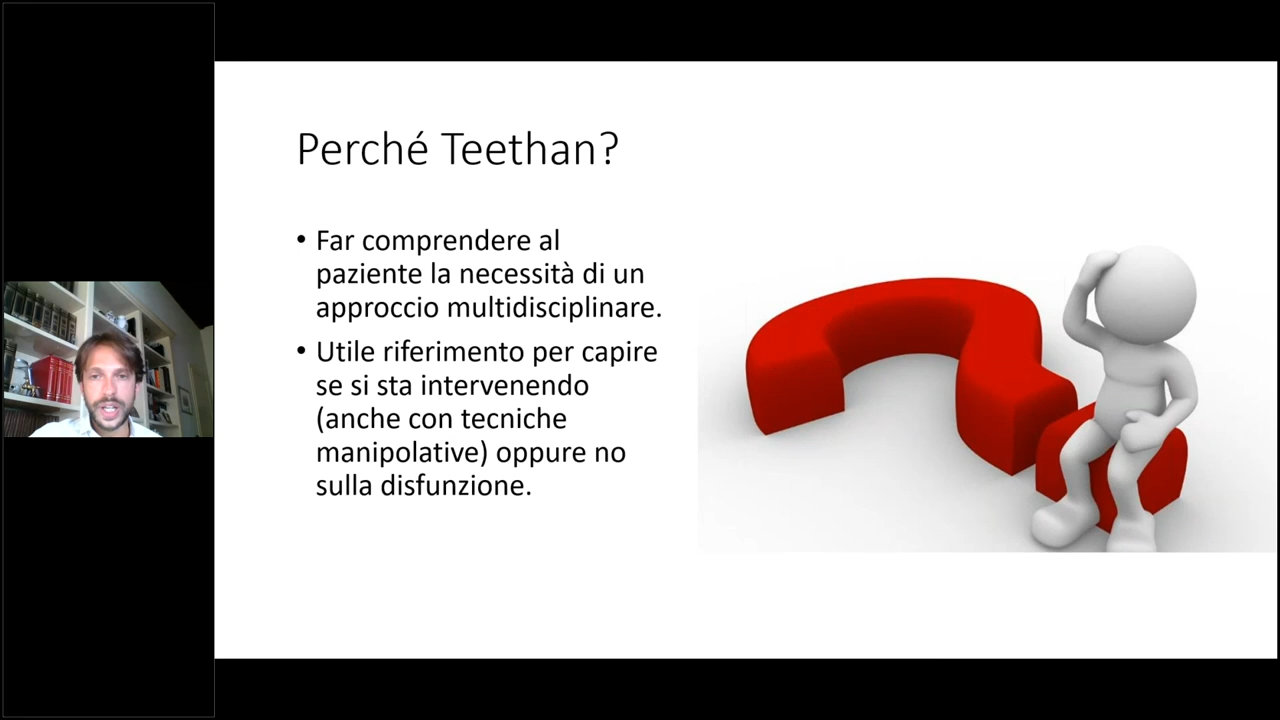 Perché Teethan?
• Far comprendere al
paziente la necessità di un
approccio multidisciplinare.
• Utile riferimento per capire
se si sta intervenendo
(anche con tecniche
manipolative) oppure no
sulla disfunzione.